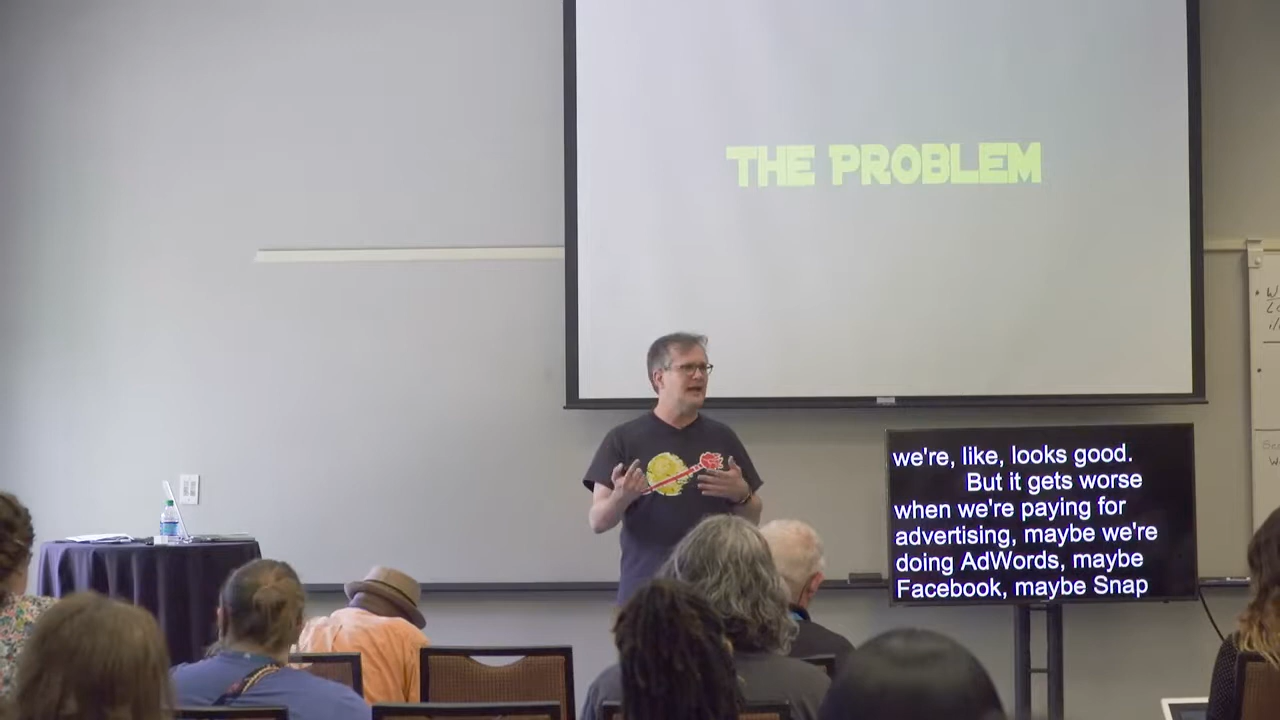 THE PROBLEM
we're, like, looks good.
But it gets worse
when we're paying for
advertising, maybe we're
doing AdWords, maybe
Facebook, maybe Snap